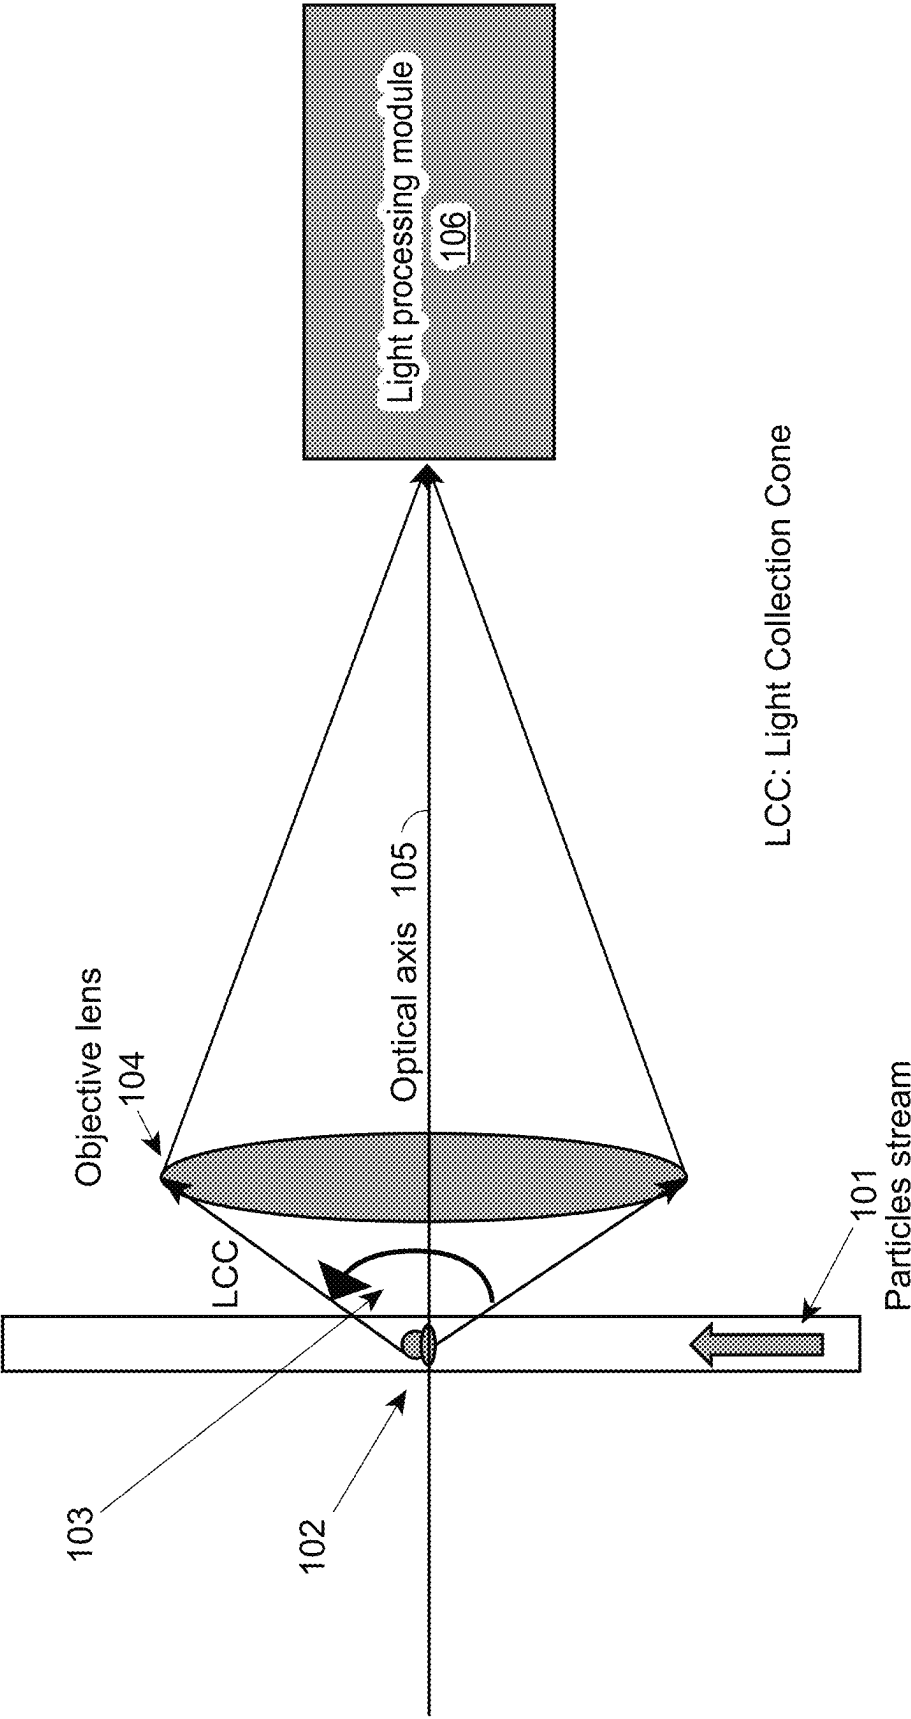 Objective lens
104
LCC
103
102
Optical axis 105
Light processing module
106
LCC: Light Collection Cone
101
Particles stream